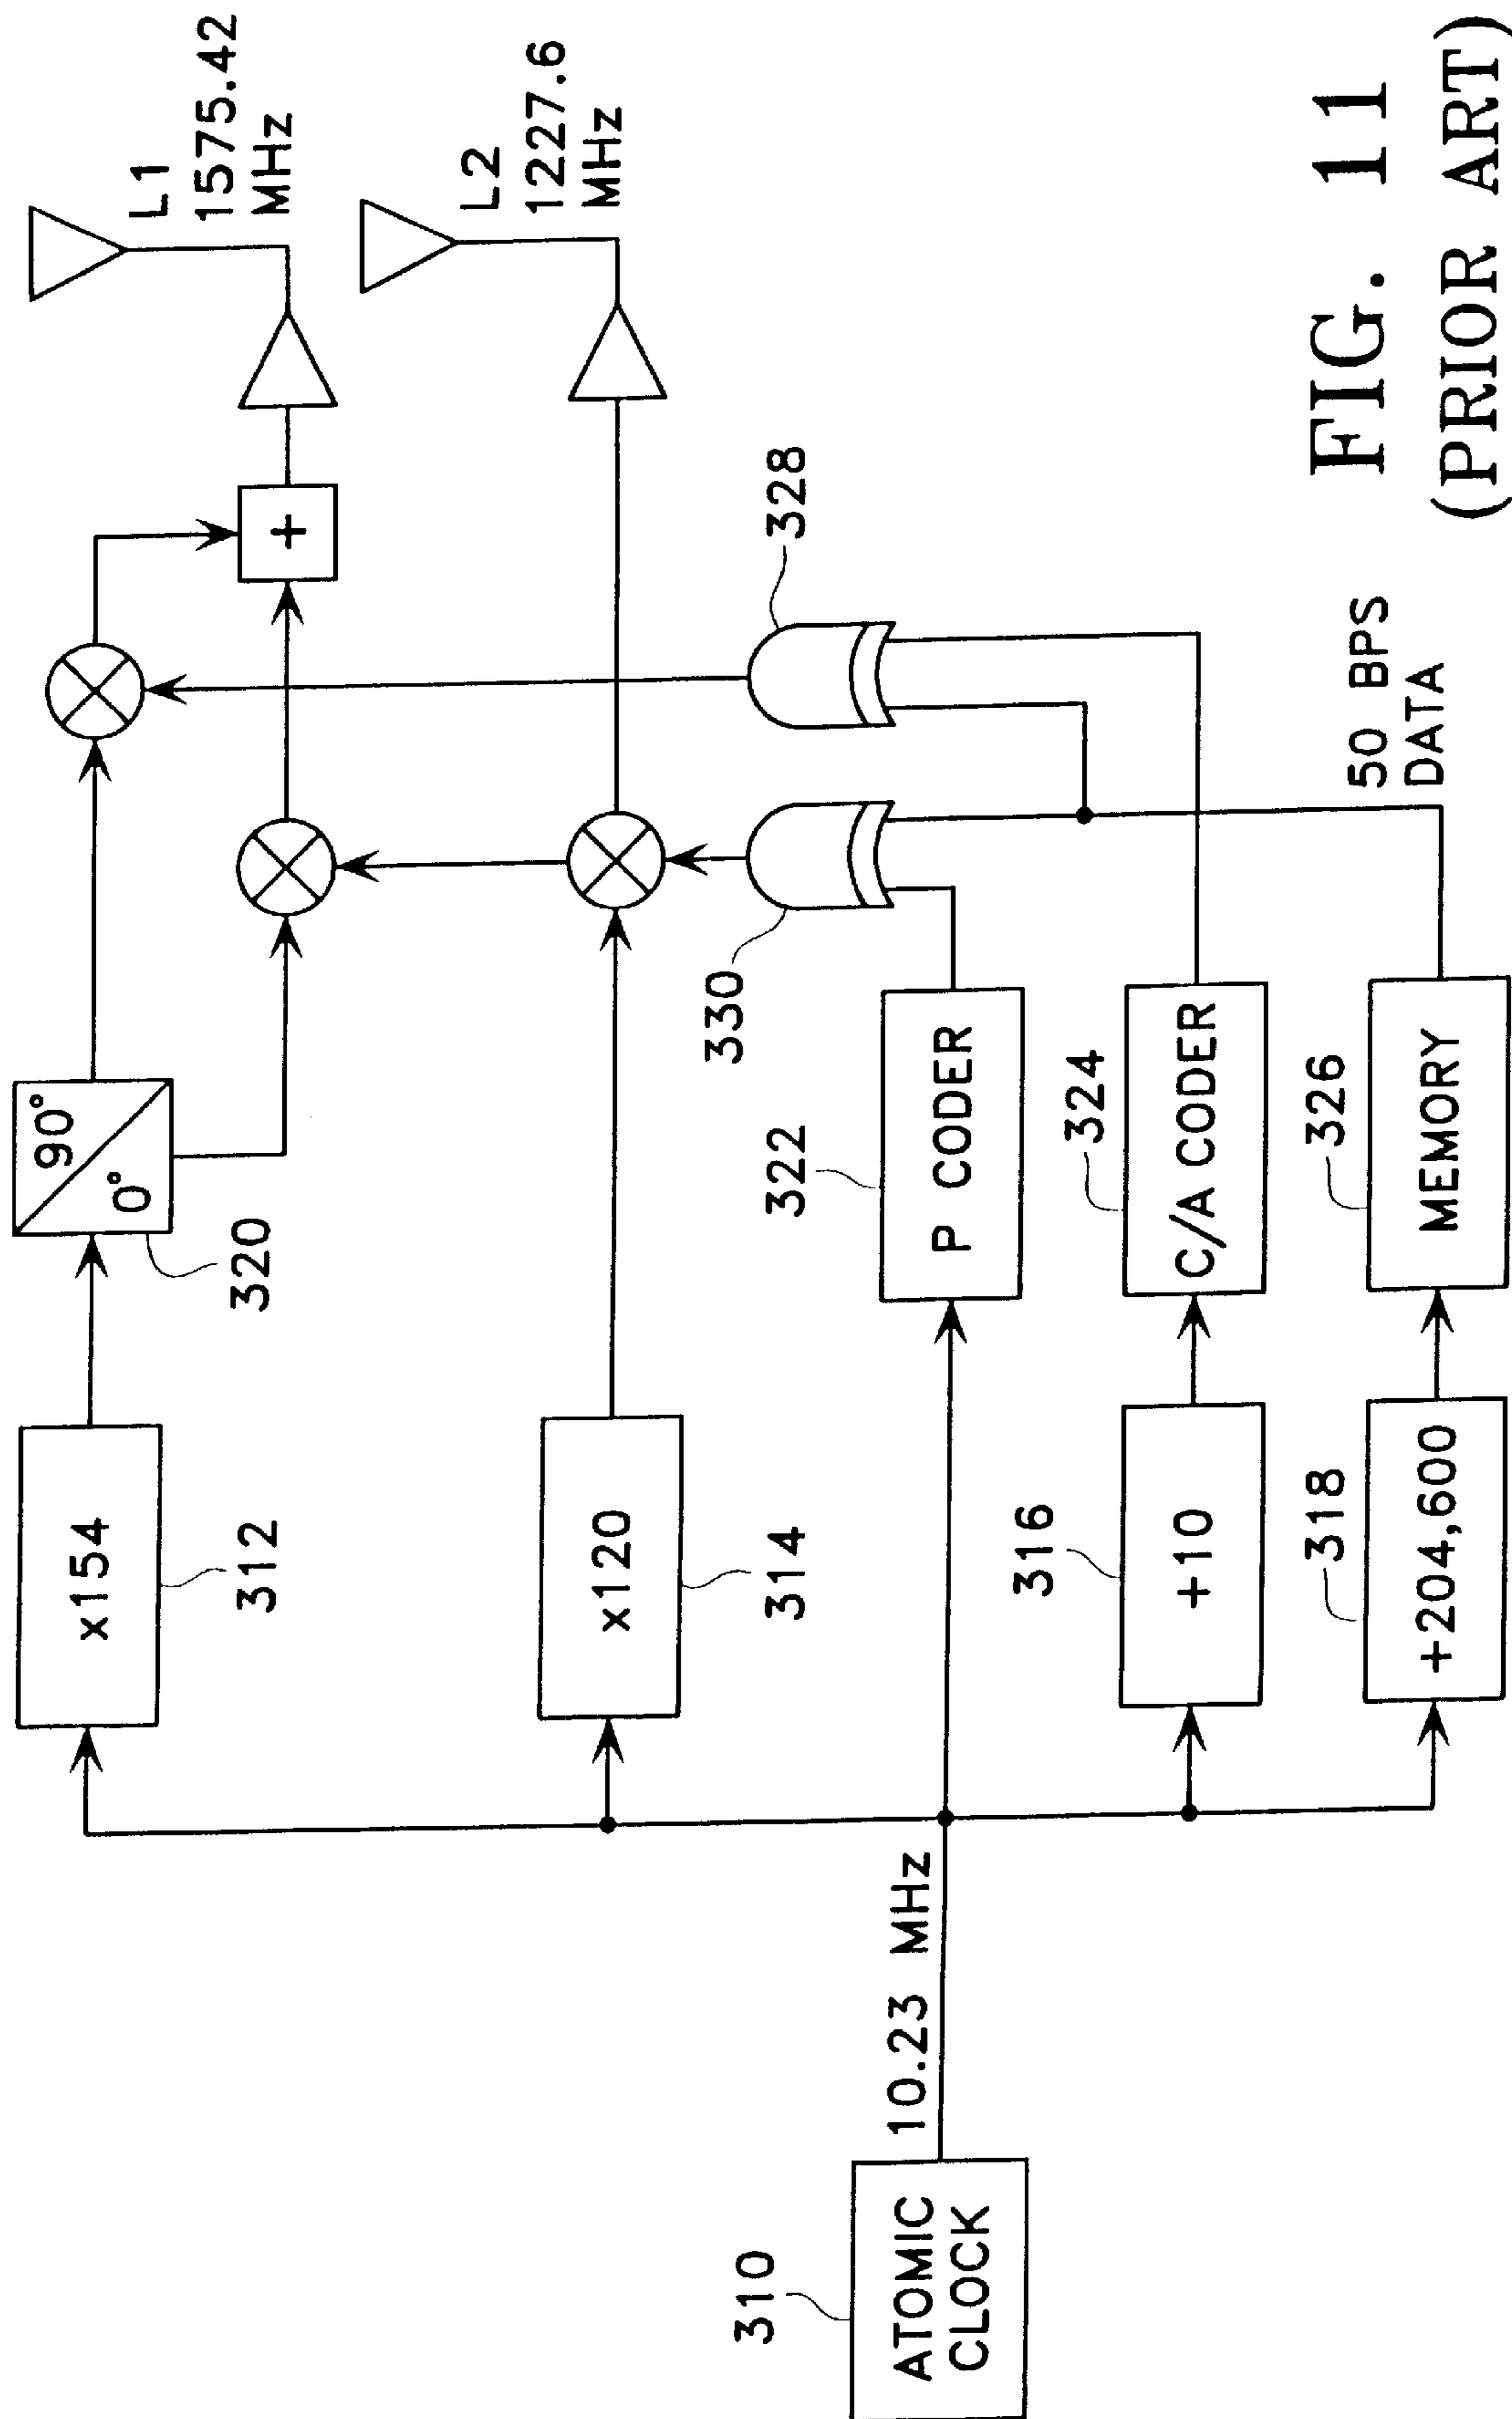 ATOMIC
CLOCK
310
10.23 MHz
x154
312
x120
314
+10
316
+204,600
318
90°
0°
320
P CODER
322
C/A CODER
324
MEMORY
326
330
328
+
50 BPS
DATA
L1
1575.42
MHz
L2
1227.6
MHz
FIG. 11
(PRIOR ART)